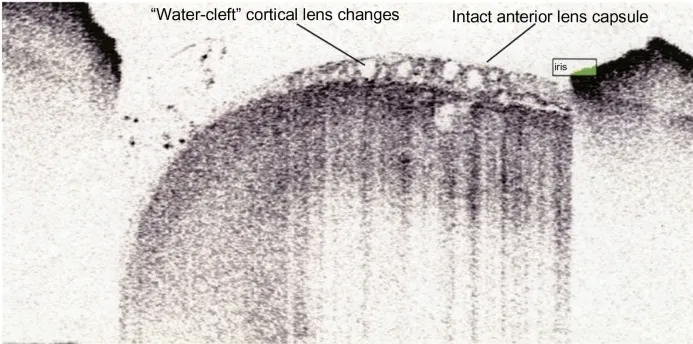 “Water-cleft” cortical lens changes
Intact anterior lens capsule
iris